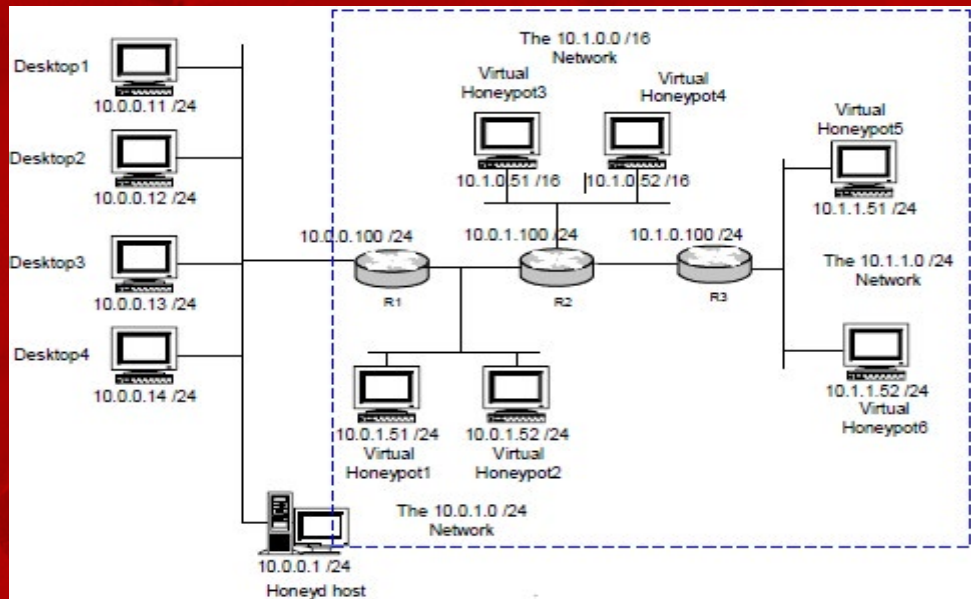 Desktop1
10.0.0.11 /24
Desktop2
10.0.0.12 /24
Desktop3
10.0.0.13 /24
Desktop4
10.0.0.14 /24
10.0.0.1 /24
Honeyd host
The 10.1.0.0 /16
Network
Virtual
Honeypot3
Virtual
Honeypot4
10.1.0.51 /16
10.1.0.52 /16
10.0.0.100 /24
R1
10.0.1.100 /24
R2
10.1.0.100 /24
R3
Virtual
Honeypot5
10.1.1.51 /24
The 10.1.1.0 /24
Network
10.1.1.52 /24
Virtual
Honeypot6
10.0.1.51 /24
Virtual
Honeypot1
10.0.1.52 /24
Virtual
Honeypot2
The 10.0.1.0 /24
Network